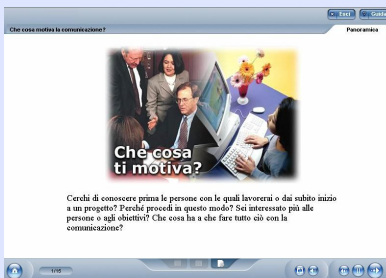 Esci
Guida
Che cosa motiva la comunicazione?
Panoramica
Che cosa
ti motiva?
Cerchi di conoscere prima le persone con le quali lavorerai o dai subito inizio
a un progetto? Perché procedi in questo modo? Sei interessato più alle
persone o agli obiettivi? Che cosa ha a che fare tutto ciò con la
comunicazione?